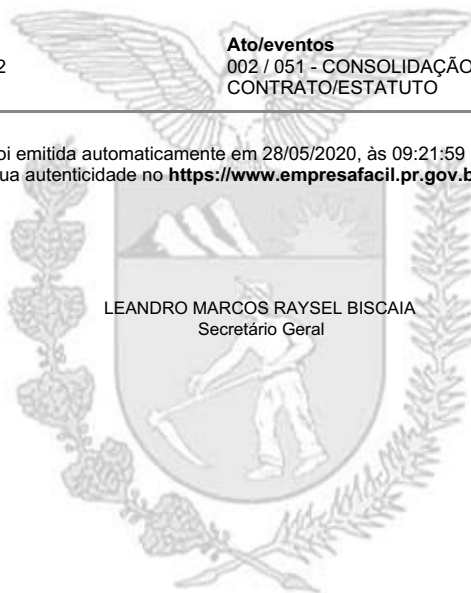 Ato/eventos
2 002 / 051 - CONSOLIDAÇÃO
CONTRATO/ESTATUTO
oi emitida automaticamente em 28/05/2020, às 09:21:59
ua autenticidade no https://www.empresafacil.pr.gov.b
LEANDRO MARCOS RAYSEL BISCAIA
Secretário Geral